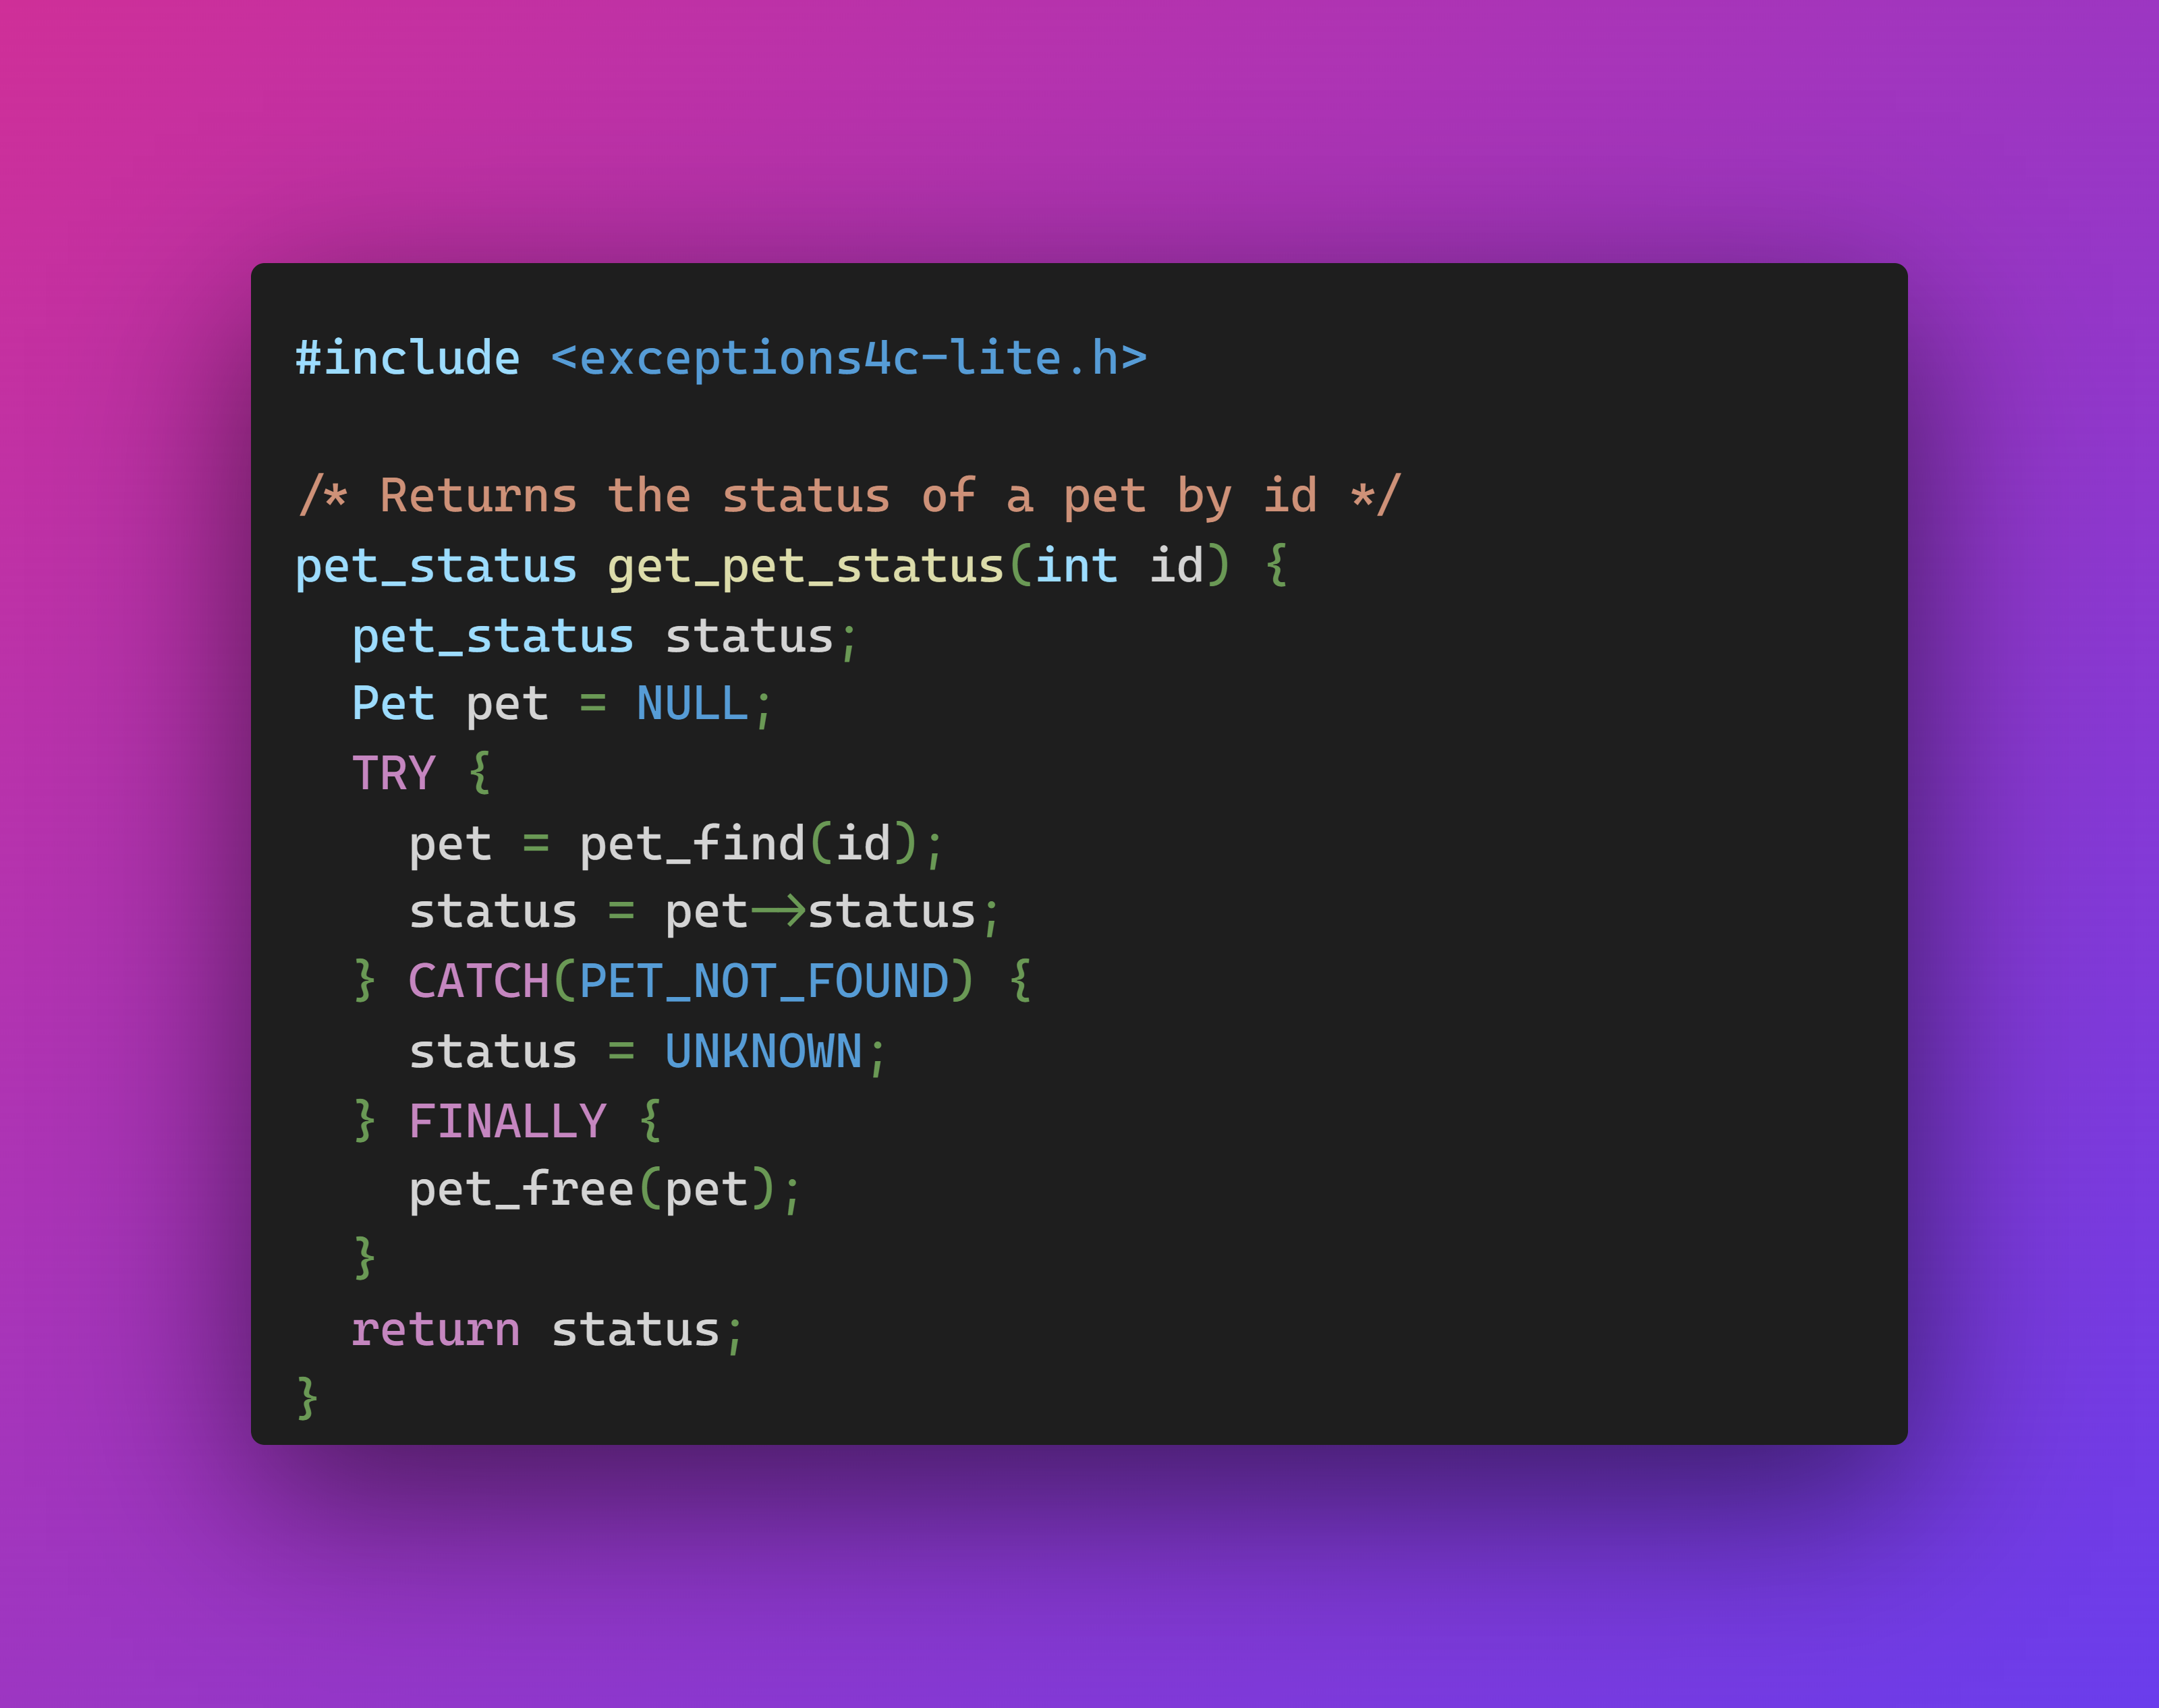 #include <exceptions4c-lite.h>
/* Returns the status of a pet by id */
pet_status get_pet_status(int id) {
pet_status status;
Pet pet = NULL;
TRY {
pet = pet_find(id);
status = pet->status;
} CATCH(PET_NOT_FOUND) {
status = UNKNOWN;
} FINALLY {
pet_free(pet);
}
return status;
}